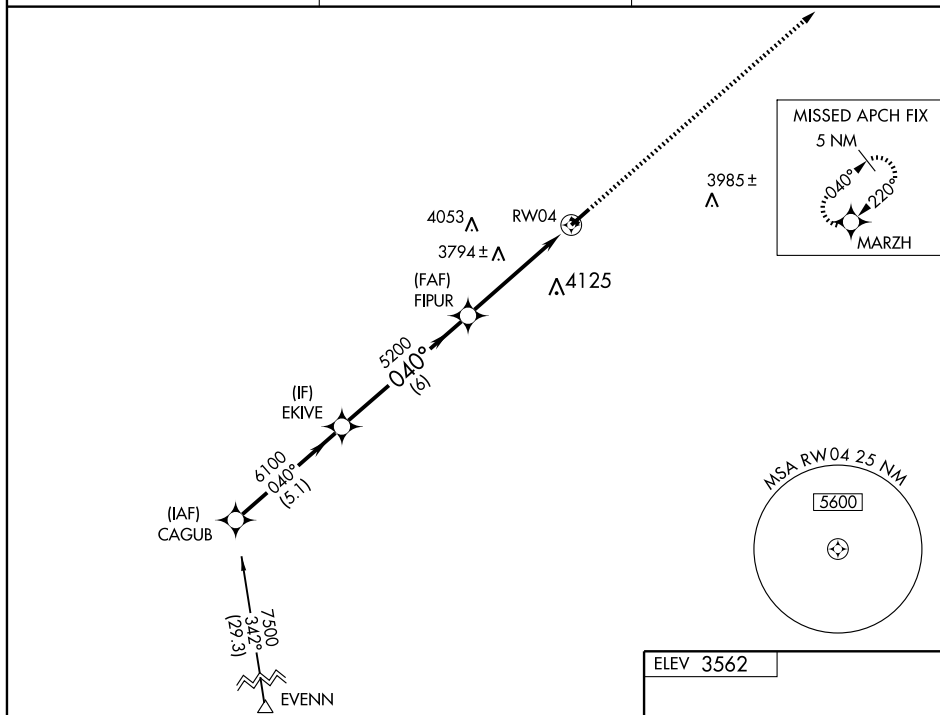 MISSED APCH FIX
5 NM
040°
220°
MARZH
3985 ±
4053
RW04
3794 ±
4125
(FAF)
FIPUR
5200
040°
(6)
(IF)
EKIVE
6100
040°
(5.1)
(IAF)
CAGUB
MSA RW04 25 NM
5600
7500
342°
(29.3)
EVENN
ELEV 3562